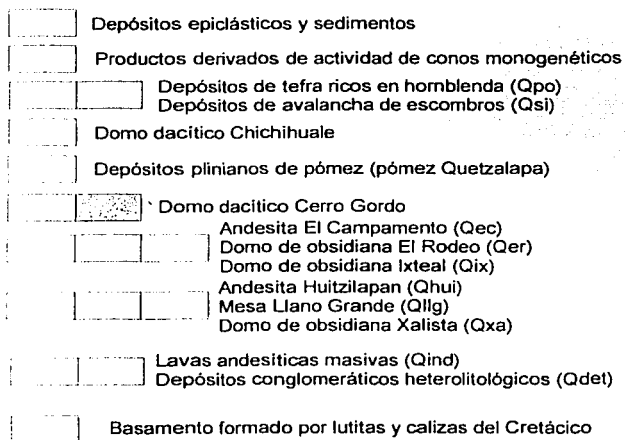 Depósitos epiclásticos y sedimentos
Productos derivados de actividad de conos monogenéticos
Depósitos de tefra ricos en hornblenda (Qpo)
Depósitos de avalancha de escombros (Qsi)
Domo dacítico Chichihuale
Depósitos plinianos de pómez (pómez Quetzalapa)
Domo dacítico Cerro Gordo
Andesita El Campamento (Qec)
Domo de obsidiana El Rodeo (Qer)
Domo de obsidiana Ixteal (Qix)
Andesita Huitzilapan (Qhui)
Mesa Llano Grande (Qllg)
Domo de obsidiana Xalista (Qxa)
Lavas andesíticas masivas (Qind)
Depósitos conglomeráticos heterolitológicos (Qdet)
Basamento formado por lutitas y calizas del Cretácico